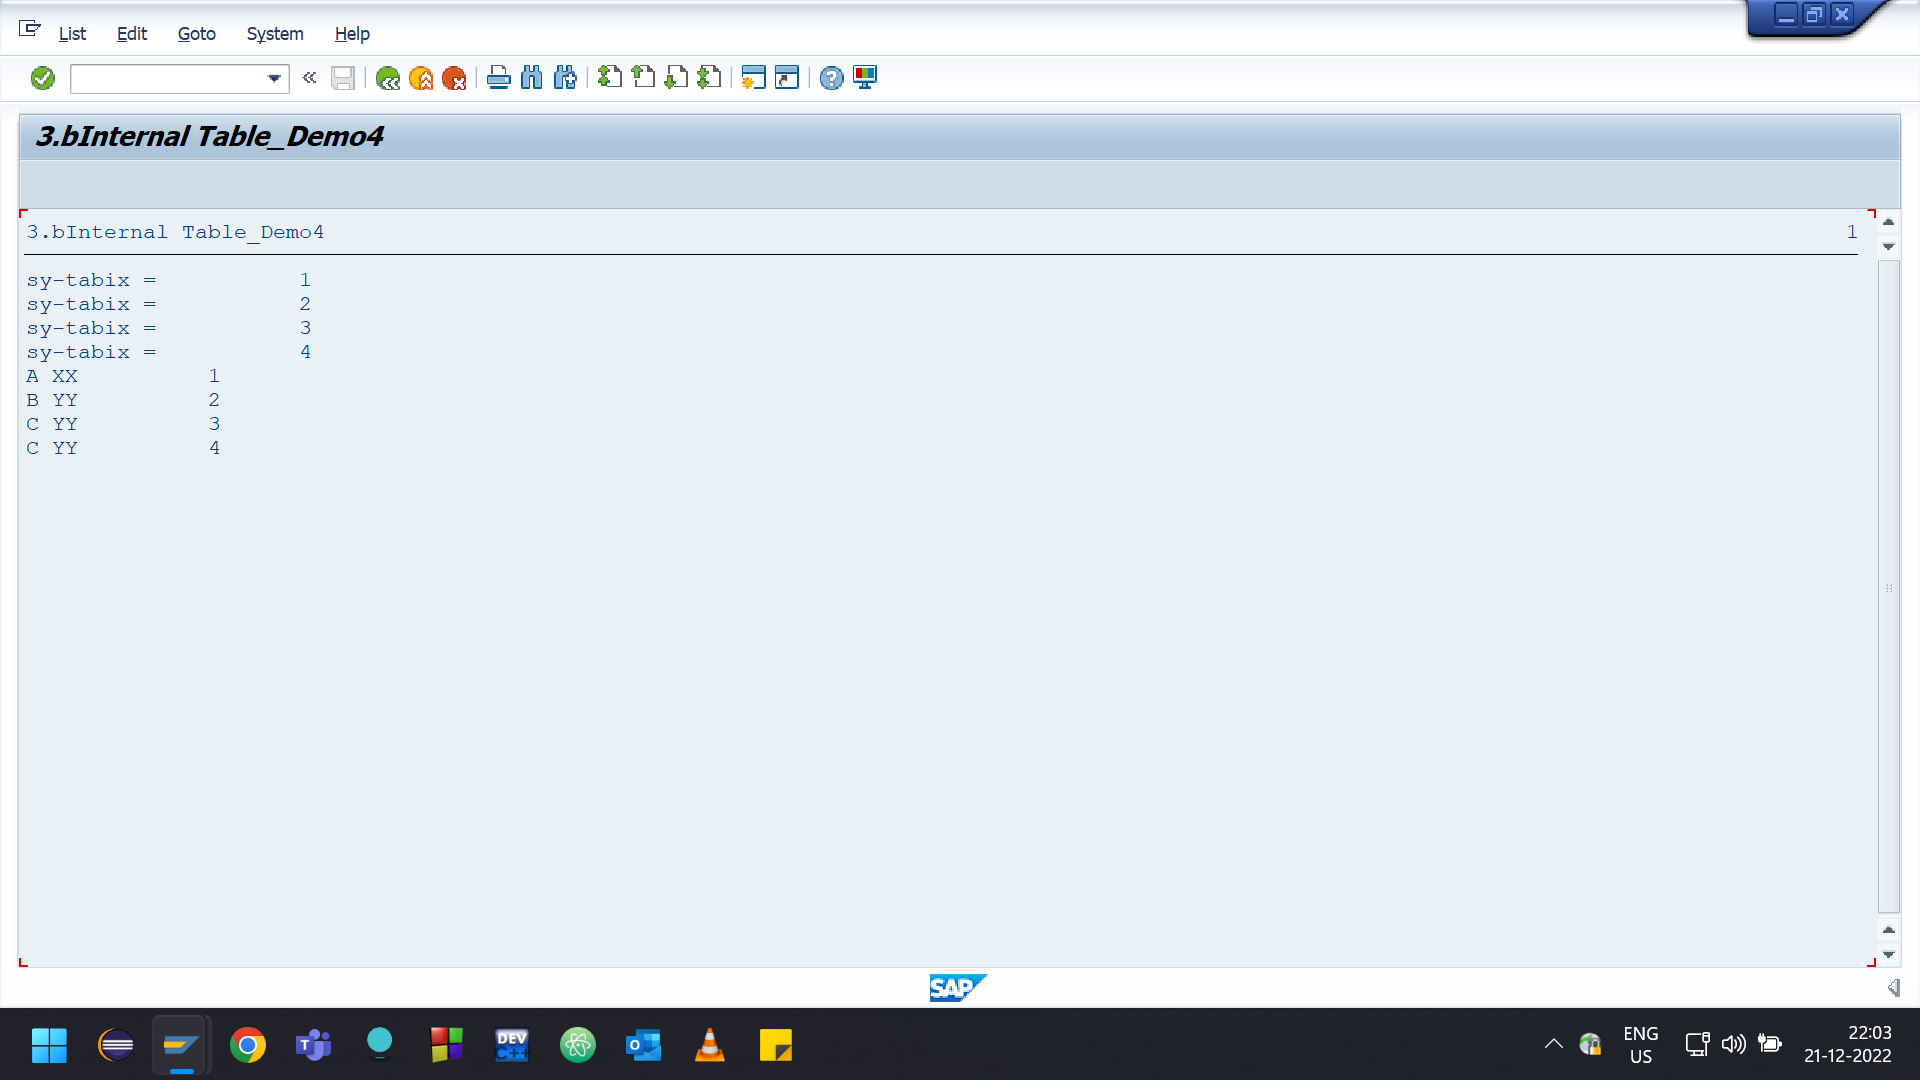 List Edit Goto System Help
3.bInternal Table_Demo4
3.bInternal Table_Demo4 1
sy-tabix = 1
sy-tabix = 2
sy-tabix = 3
sy-tabix = 4
A XX 1
B YY 2
C YY 3
C YY 4
SAP
DEV
C++
ENG
US
22:03
21-12-2022